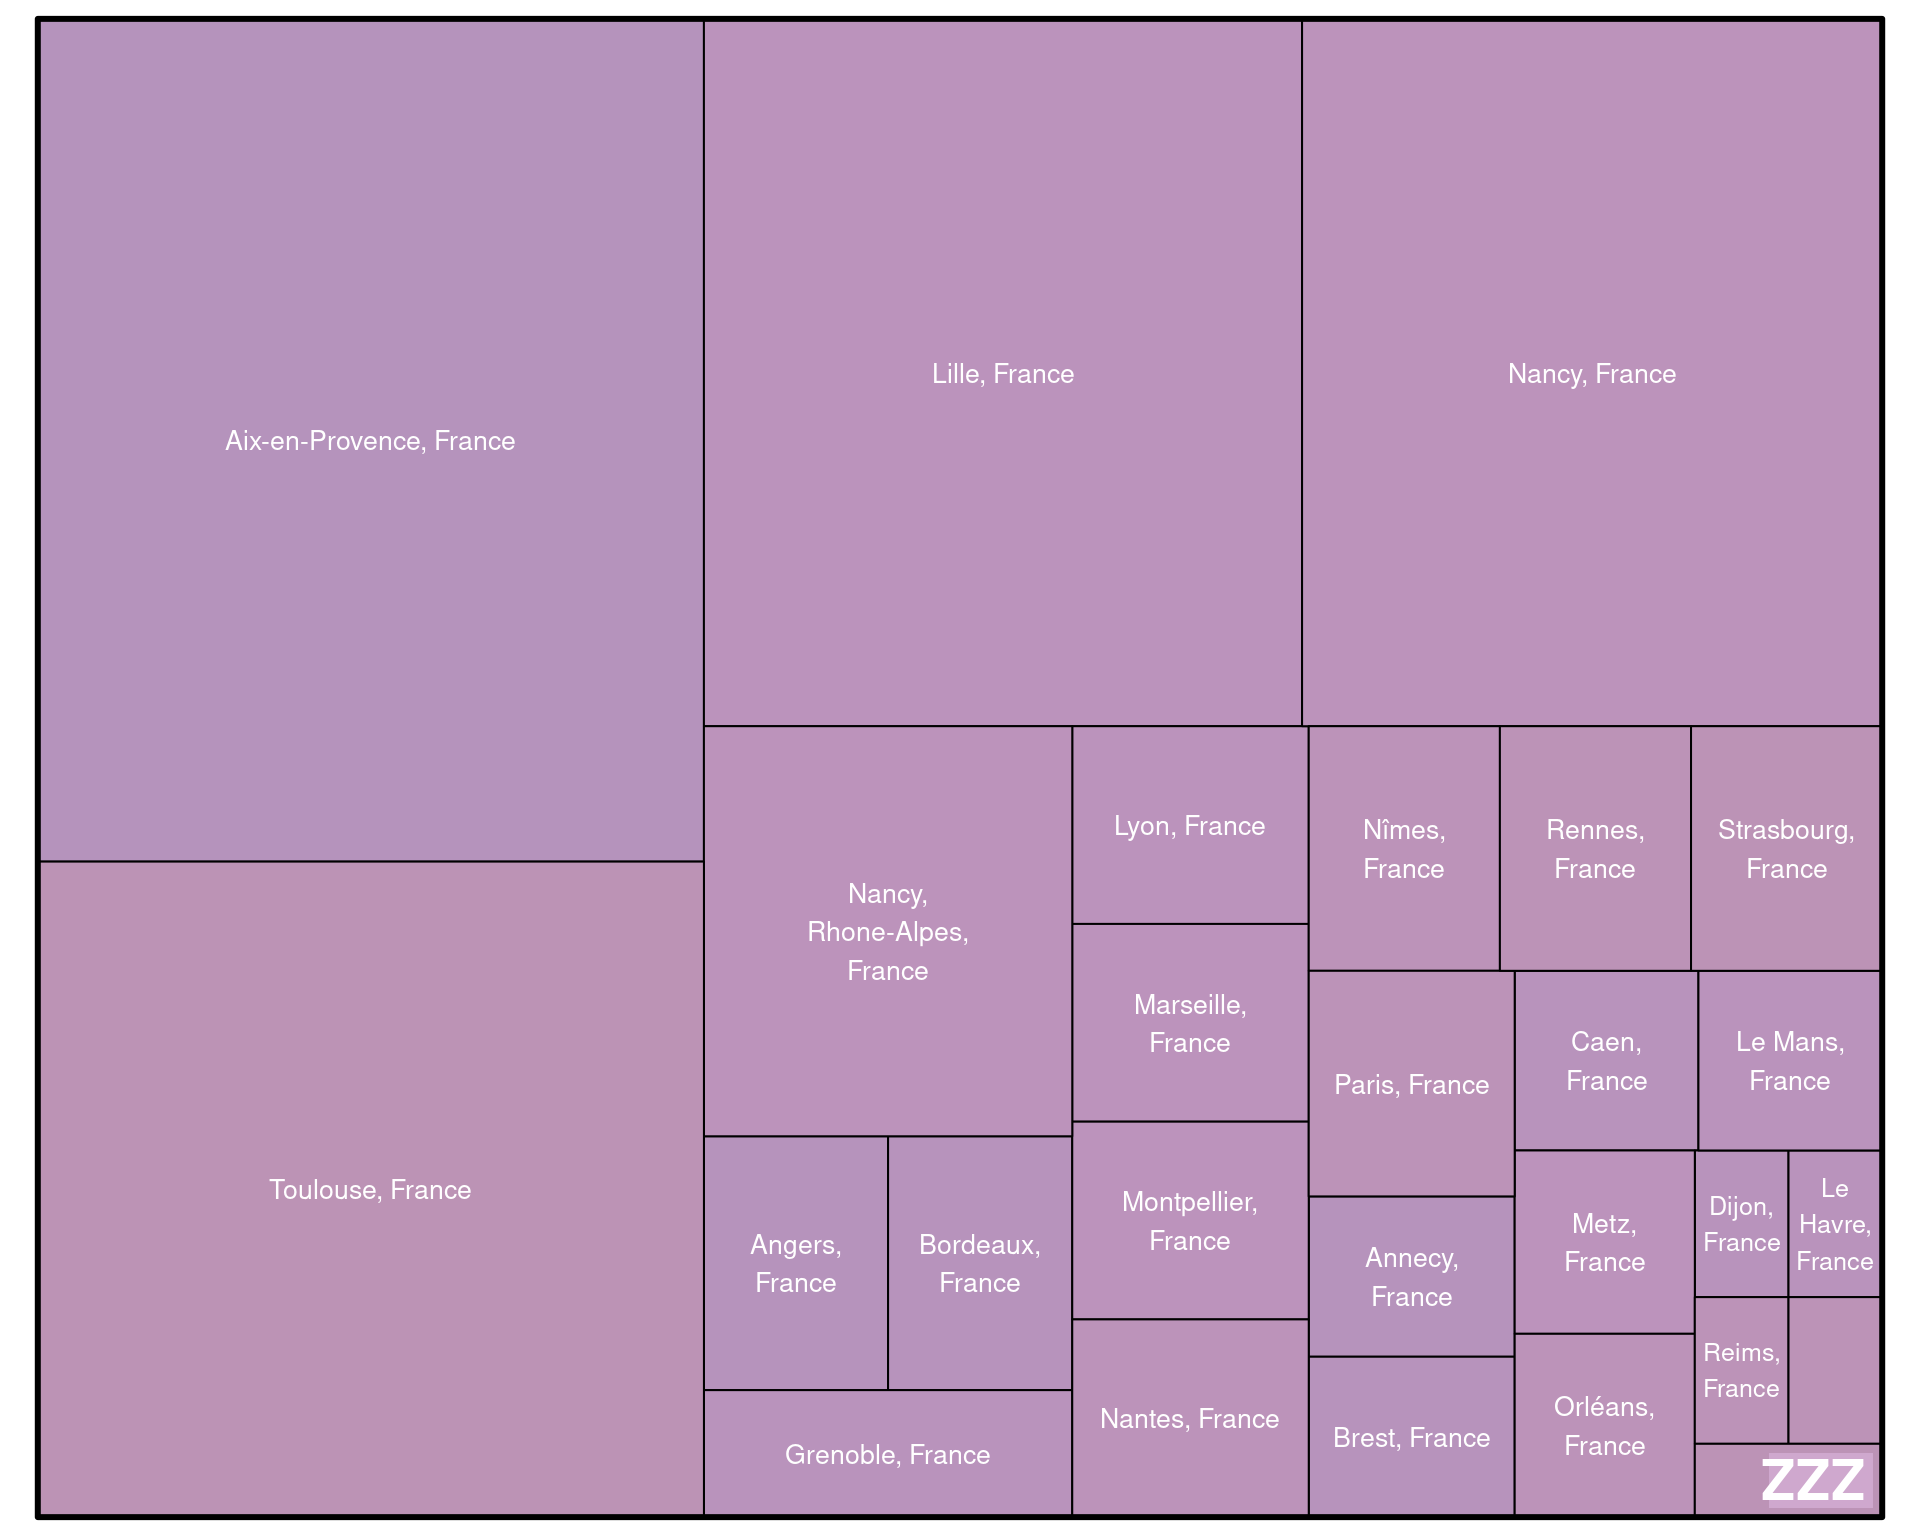 Aix-en-Provence, France
Lille, France
Nancy, France
Toulouse, France
Nancy,
Rhone-Alpes,
France
Lyon, France
Marseille,
France
Montpellier,
France
Nantes, France
Angers,
France
Bordeaux,
France
Grenoble, France
Nîmes,
France
Rennes,
France
Strasbourg,
France
Paris, France
Caen,
France
Le Mans,
France
Annecy,
France
Brest, France
Metz,
France
Orléans,
France
Dijon,
France
Le
Havre,
France
Reims,
France
ZZZ